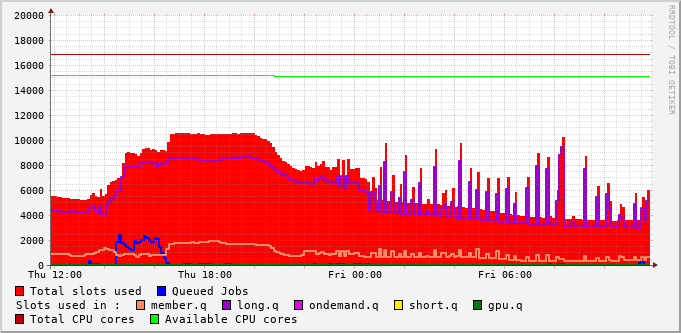 20000
18000
16000
14000
12000
10000
8000
6000
4000
2000
0
Thu 12:00 Thu 18:00 Fri 00:00 Fri 06:00
Total slots used Queued Jobs
Slots used in : member.q long.q ondemand.q short.q gpu.q
Total CPU cores Available CPU cores
RRDTOOL / TOBI OETIKER